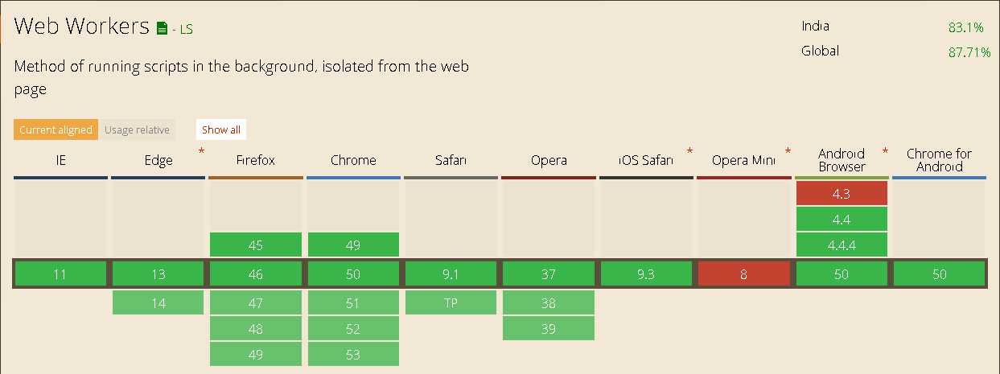 Web Workers - LS
India 83.1%
Global 87.71%
Method of running scripts in the background, isolated from the web
page
Current aligned Usage relative Show all
IE Edge * Firefox Chrome Safari Opera iOS Safari * Opera Mini * Android Browser * Chrome for Android
4.3
4.4
45 49 4.4.4
11 13 46 50 9.1 37 9.3 8 50 50
14 47 51 TP 38
48 52 39
49 53